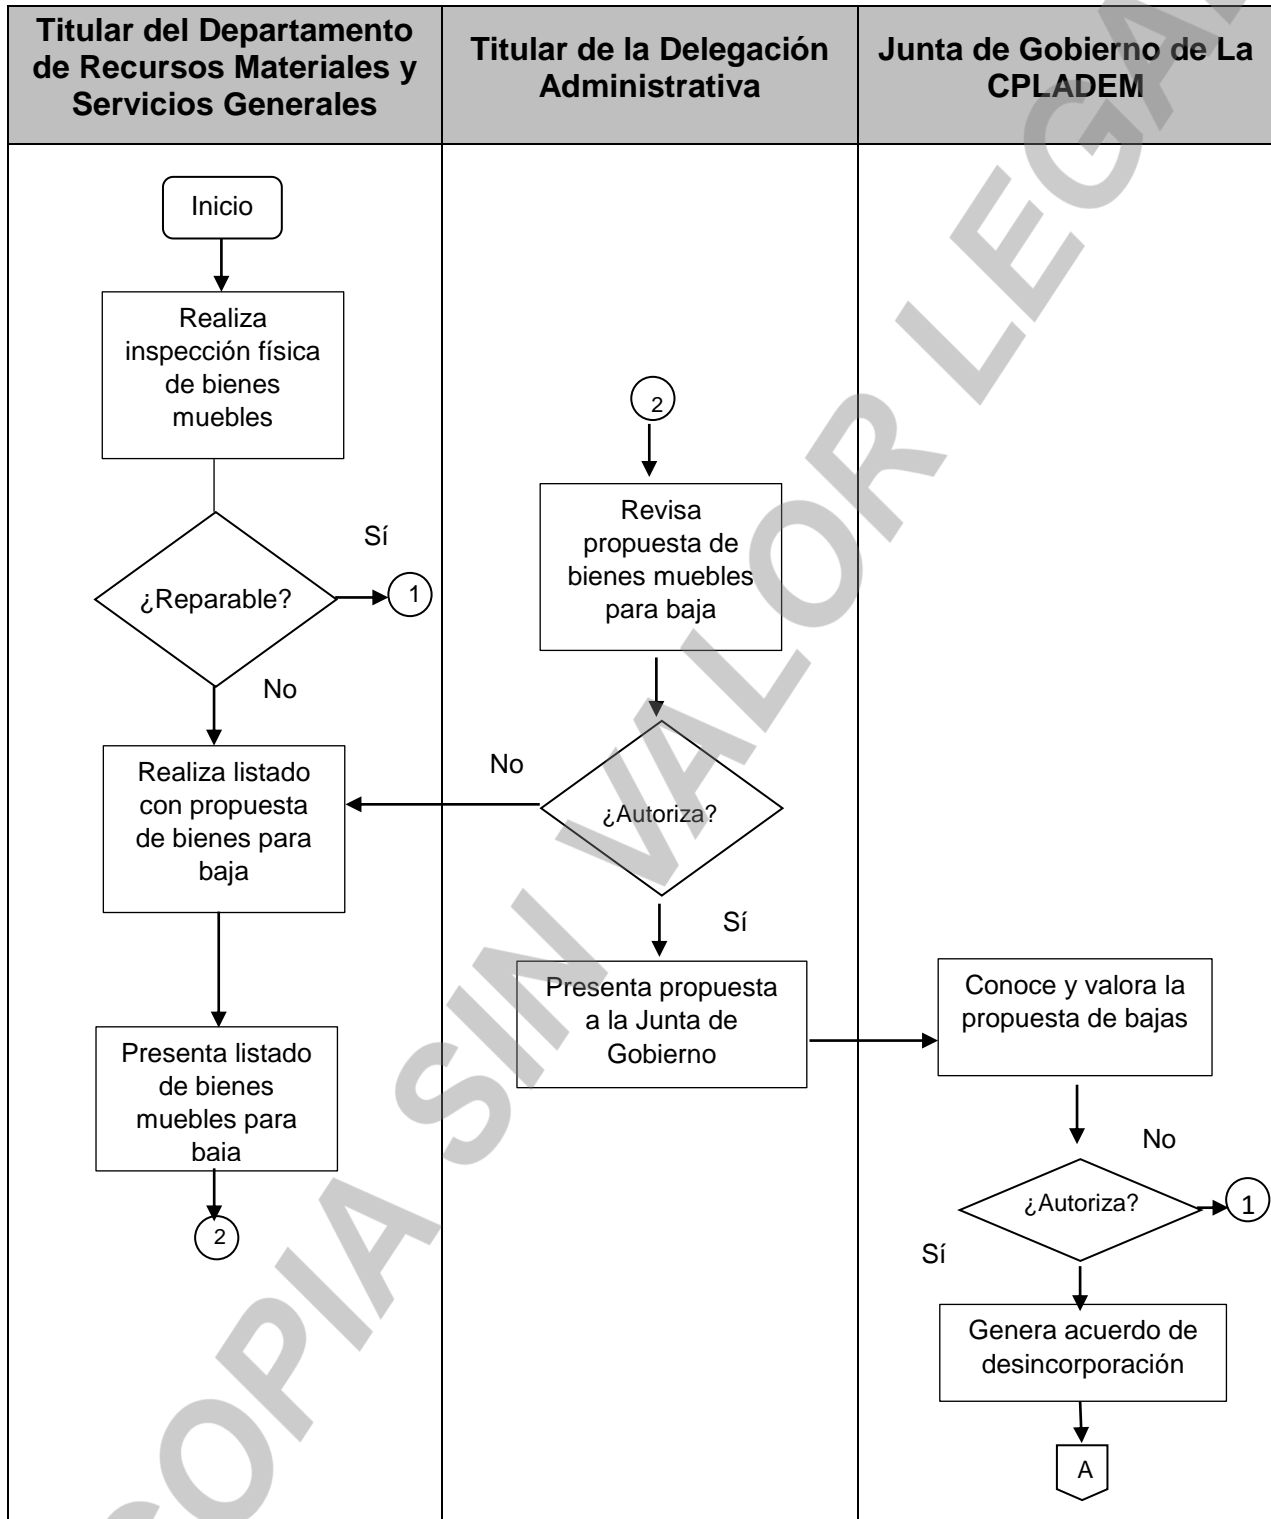 Titular del Departamento
de Recursos Materiales y
Servicios Generales
Titular de la Delegación
Administrativa
Junta de Gobierno de La
CPLADEM
Inicio
Realiza
inspección física
de bienes
muebles
¿Reparable?
Sí
1
No
Realiza listado
con propuesta
de bienes para
baja
Presenta listado
de bienes
muebles para
baja
2
2
Revisa
propuesta de
bienes muebles
para baja
¿Autoriza?
No
Sí
Presenta propuesta
a la Junta de
Gobierno
Conoce y valora la
propuesta de bajas
¿Autoriza?
No
1
Sí
Genera acuerdo de
desincorporación
A
COPIA SIN VALOR LEGAL